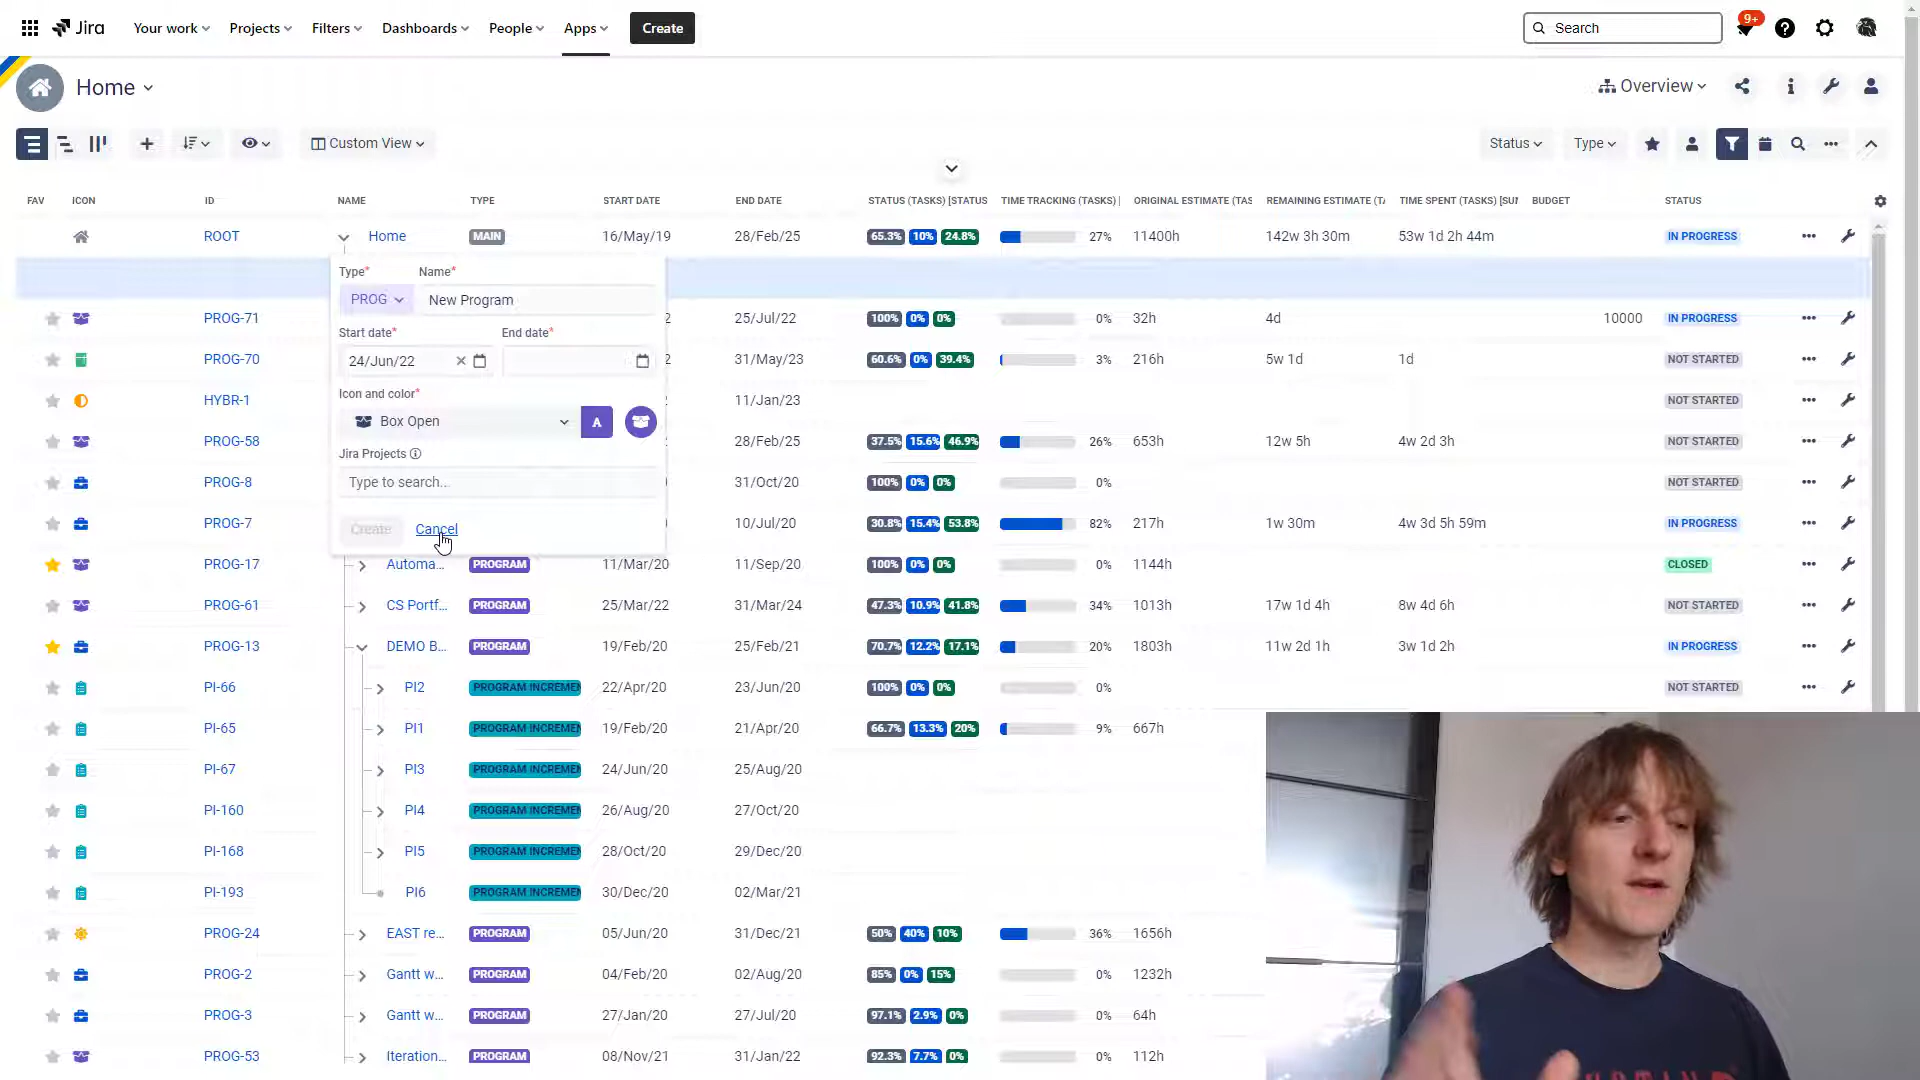 Jira Your work Projects Filters Dashboards People Apps Create Search 9+
Home Overview
Custom View Status Type
FAV ICON ID NAME TYPE START DATE END DATE STATUS (TASKS) [STATUS TIME TRACKING (TASKS) ORIGINAL ESTIMATE (TAS REMAINING ESTIMATE (TA TIME SPENT (TASKS) [SUM BUDGET STATUS
ROOT Home MAIN 16/May/19 28/Feb/25 65.3% 10% 24.8% 27% 11400h 142w 3h 30m 53w 1d 2h 44m IN PROGRESS
Type* Name*
PROG New Program
PROG-71 2 25/Jul/22 100% 0% 0% 0% 32h 4d 10000 IN PROGRESS
Start date* End date*
24/Jun/22
PROG-70 2 31/May/23 60.6% 0% 39.4% 3% 216h 5w 1d 1d NOT STARTED
Icon and color*
HYBR-1 11/Jan/23 NOT STARTED
Box Open A
PROG-58 28/Feb/25 37.5% 15.6% 46.9% 26% 653h 12w 5h 4w 2d 3h NOT STARTED
Jira Projects
Type to search...
PROG-8 31/Oct/20 100% 0% 0% 0% NOT STARTED
Create Cancel
PROG-7 10/Jul/20 30.8% 15.4% 53.8% 82% 217h 1w 30m 4w 3d 5h 59m IN PROGRESS
PROG-17 Automa... PROGRAM 11/Mar/20 11/Sep/20 100% 0% 0% 0% 1144h CLOSED
PROG-61 CS Portf... PROGRAM 25/Mar/22 31/Mar/24 47.3% 10.9% 41.8% 34% 1013h 17w 1d 4h 8w 4d 6h NOT STARTED
PROG-13 DEMO B... PROGRAM 19/Feb/20 25/Feb/21 70.7% 12.2% 17.1% 20% 1803h 11w 2d 1h 3w 1d 2h IN PROGRESS
PI-66 PI2 PROGRAM INCREMEN 22/Apr/20 23/Jun/20 100% 0% 0% 0% NOT STARTED
PI-65 PI1 PROGRAM INCREMEN 19/Feb/20 21/Apr/20 66.7% 13.3% 20% 9% 667h
PI-67 PI3 PROGRAM INCREMEN 24/Jun/20 25/Aug/20
PI-160 PI4 PROGRAM INCREMEN 26/Aug/20 27/Oct/20
PI-168 PI5 PROGRAM INCREMEN 28/Oct/20 29/Dec/20
PI-193 PI6 PROGRAM INCREMEN 30/Dec/20 02/Mar/21
PROG-24 EAST re... PROGRAM 05/Jun/20 31/Dec/21 50% 40% 10% 36% 1656h
PROG-2 Gantt w... PROGRAM 04/Feb/20 02/Aug/20 85% 0% 15% 0% 1232h
PROG-3 Gantt w... PROGRAM 27/Jan/20 27/Jul/20 97.1% 2.9% 0% 0% 64h
PROG-53 Iteration... PROGRAM 08/Nov/21 31/Jan/22 92.3% 7.7% 0% 0% 112h